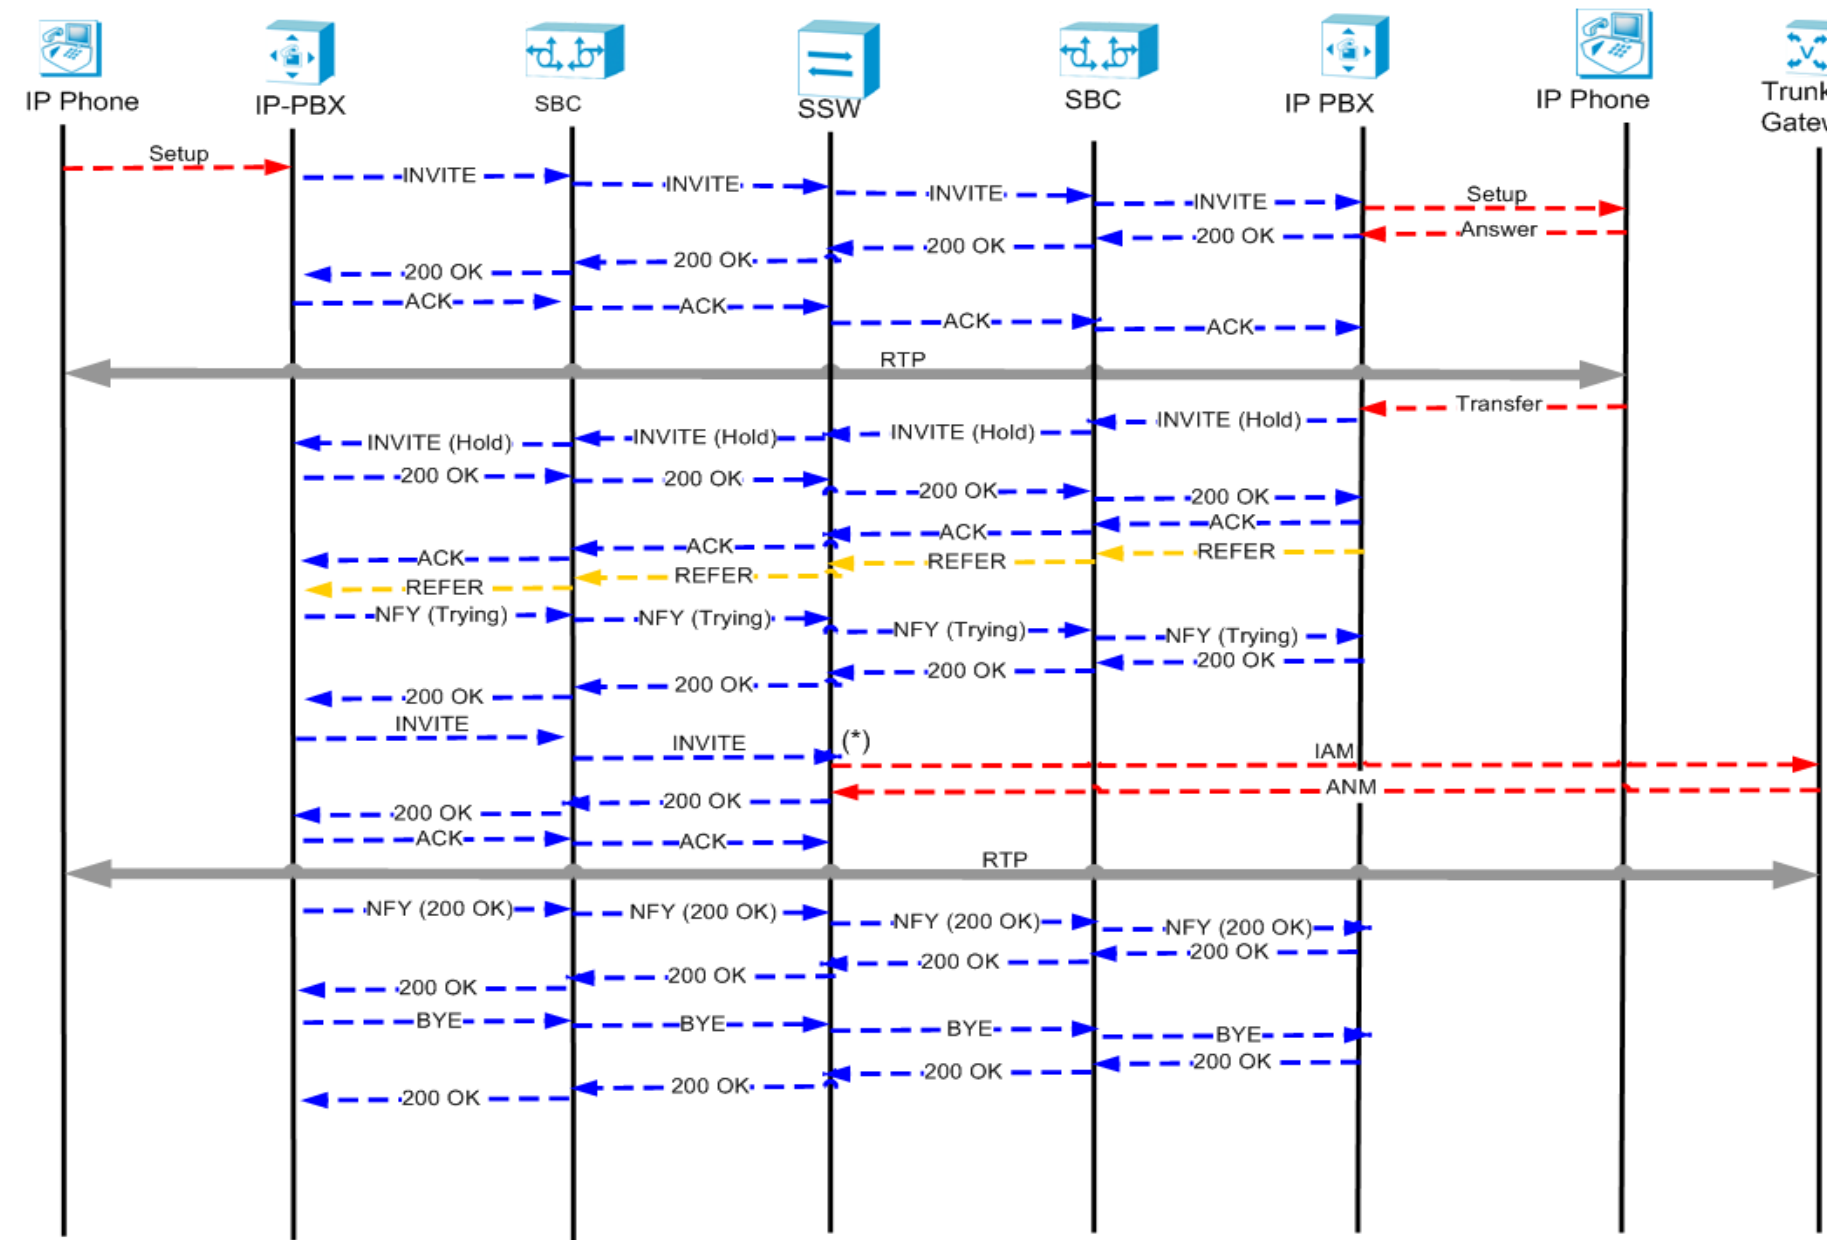 IP Phone
IP-PBX
SBC
SSW
SBC
IP PBX
IP Phone
Trunk
Gatew
Setup
INVITE
INVITE
INVITE
INVITE
Setup
Answer
200 OK
200 OK
200 OK
200 OK
ACK
ACK
ACK
ACK
RTP
Transfer
INVITE (Hold)
INVITE (Hold)
INVITE (Hold)
INVITE (Hold)
200 OK
200 OK
200 OK
200 OK
ACK
ACK
ACK
ACK
REFER
REFER
REFER
REFER
NFY (Trying)
NFY (Trying)
NFY (Trying)
NFY (Trying)
200 OK
200 OK
200 OK
200 OK
INVITE
INVITE
(*)
IAM
ANM
200 OK
200 OK
ACK
ACK
RTP
NFY (200 OK)
NFY (200 OK)
NFY (200 OK)
NFY (200 OK)
200 OK
200 OK
200 OK
200 OK
BYE
BYE
BYE
BYE
200 OK
200 OK
200 OK
200 OK